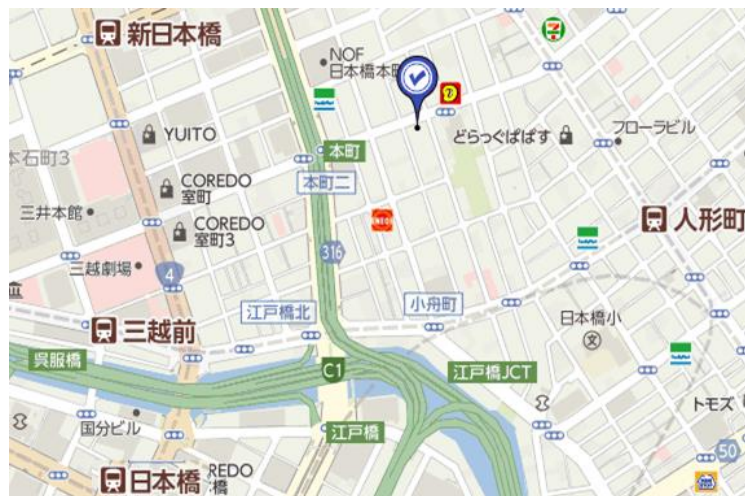 新日本橋
NOF
日本橋本町
YUITO
本町
どらっぐぱぱす
フローラビル
本石町3
COREDO
室町
本町二
三井本館
COREDO
室町3
ENEOS
人形町
316
三越劇場
4
江戸橋北
小舟町
三越前
日本橋小
文
呉服橋
C1
江戸橋JCT
トモズ
国分ビル
江戸橋
50
日本橋
REDO
橋